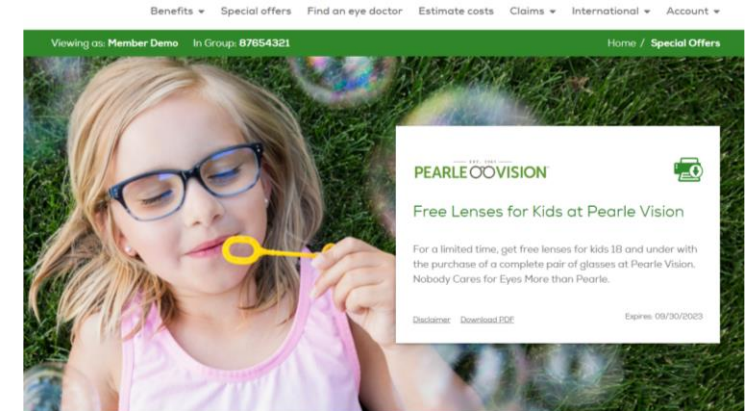 Benefits Special offers Find an eye doctor Estimate costs Claims International Account
Viewing as: Member Demo In Group: 87654321 Home / Special Offers
EST. 1961
PEARLE VISION
Free Lenses for Kids at Pearle Vision
For a limited time, get free lenses for kids 18 and under with
the purchase of a complete pair of glasses at Pearle Vision.
Nobody Cares for Eyes More than Pearle.
Disclaimer Download PDF Expires: 09/30/2023